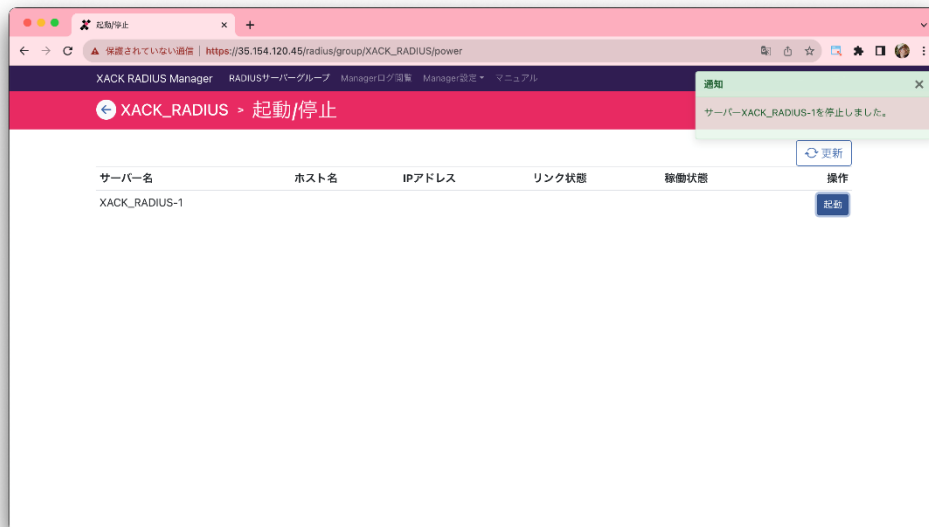 起動/停止
保護されていない通信 | https://35.154.120.45/radius/group/XACK_RADIUS/power
XACK RADIUS Manager RADIUSサーバーグループ Managerログ閲覧 Manager設定 マニュアル
通知
XACK_RADIUS > 起動/停止
サーバーXACK_RADIUS-1を停止しました。
更新
サーバー名 ホスト名 IPアドレス リンク状態 稼働状態 操作
XACK_RADIUS-1 起動